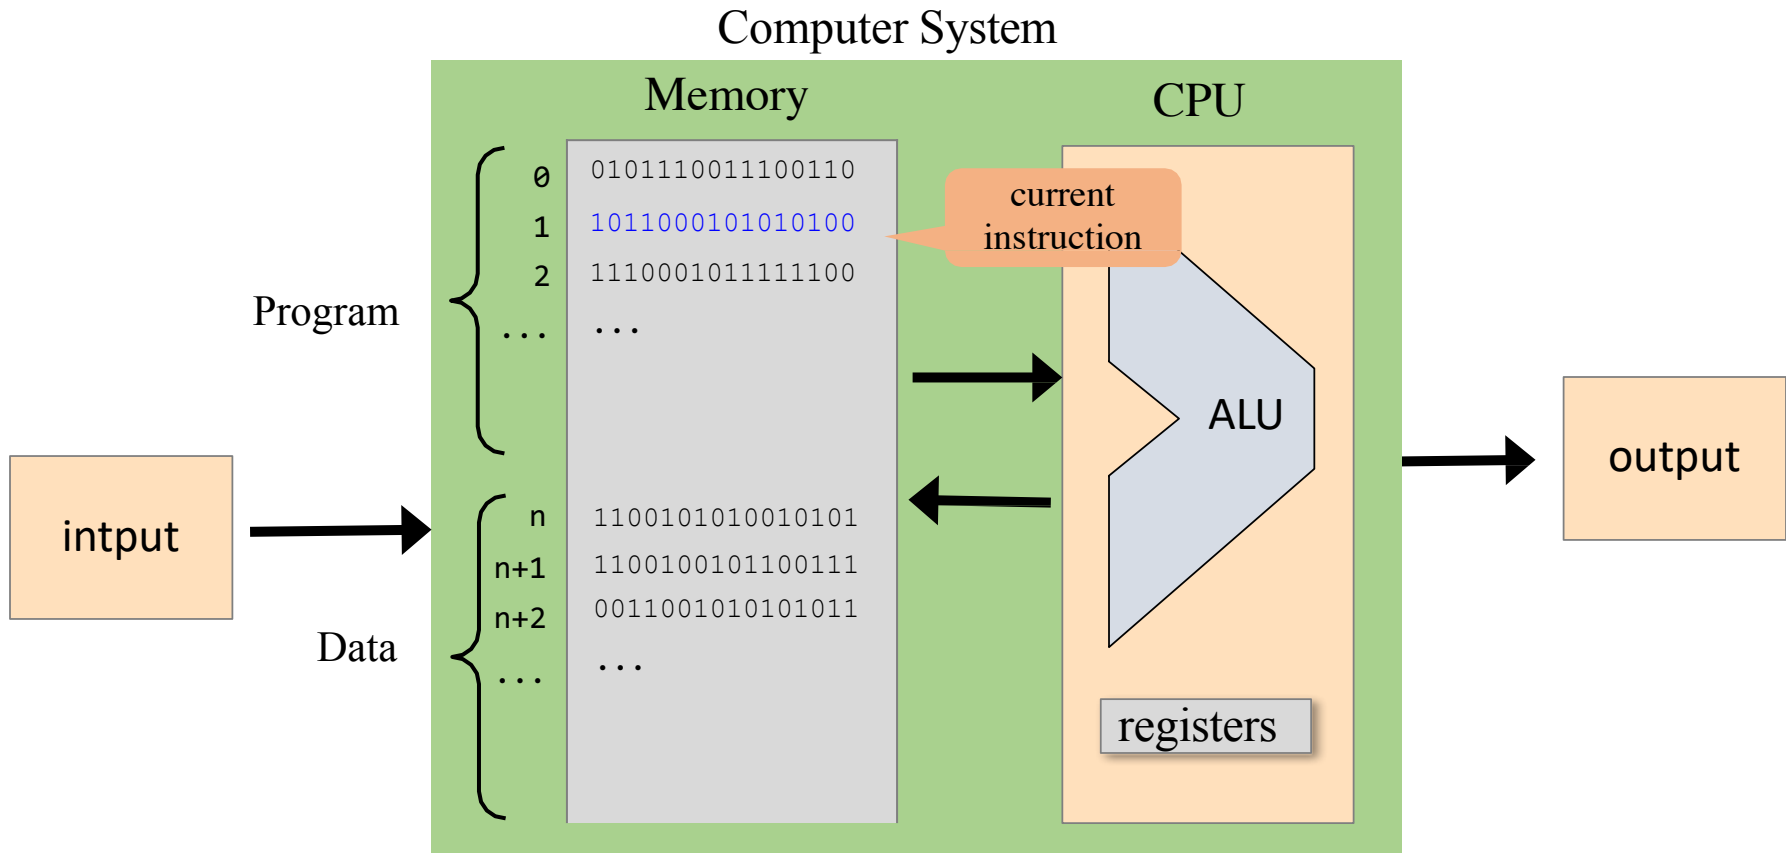 Computer System
Memory
CPU
0 0101110011100110
1 1011000101010100
2 1110001011111100
... ...
current
instruction
Program
ALU
intput
output
n 1100101010010101
n+1 1100100101100111
n+2 0011001010101011
... ...
Data
registers